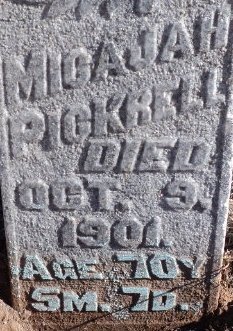 MICAJAH
PICKRELL
DIED
OCT. 9.
1901.
AGE. 70Y
5M. 7D.